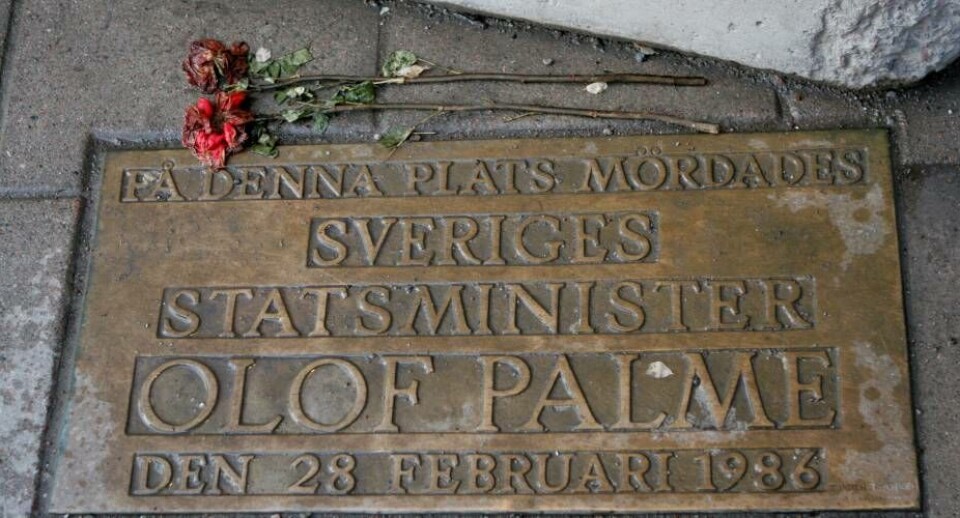 PÅ DENNA PLATS MÖRDADES
SVERIGES
STATSMINISTER
OLOF PALME
DEN 28 FEBRUARI 1986